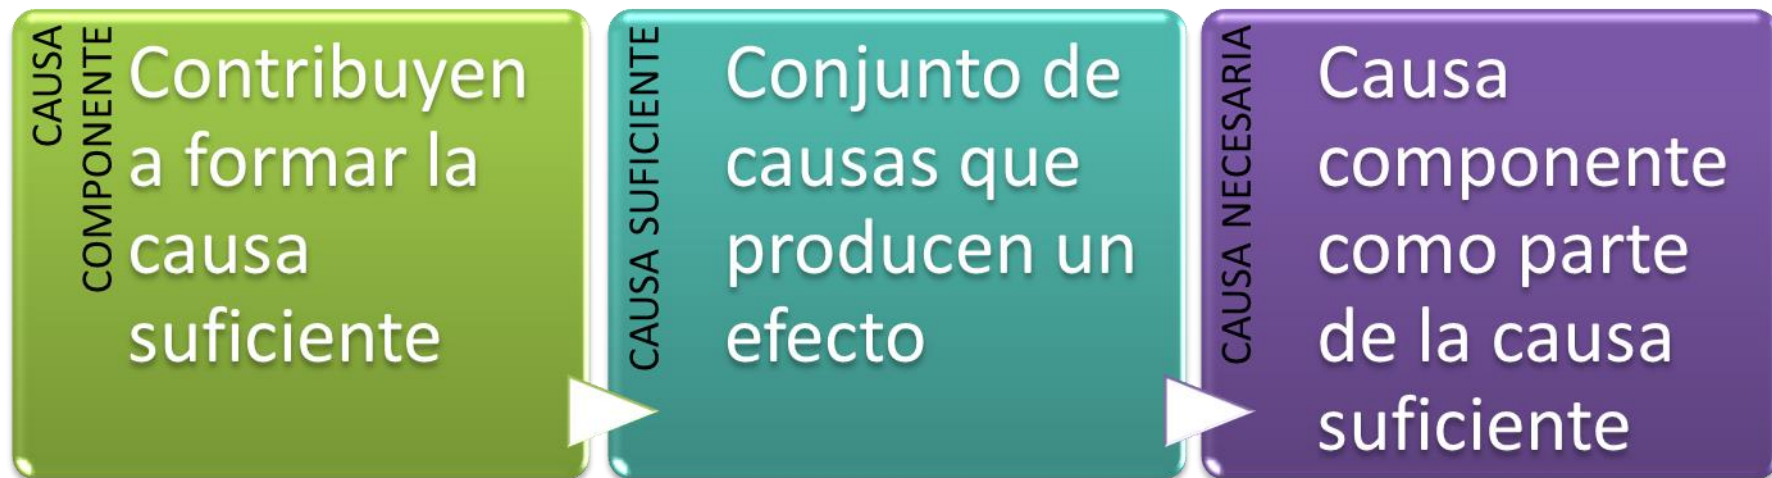 CAUSA
COMPONENTE
Contribuyen
a formar la
causa
suficiente
CAUSA SUFICIENTE
Conjunto de
causas que
producen un
efecto
CAUSA NECESARIA
Causa
componente
como parte
de la causa
suficiente